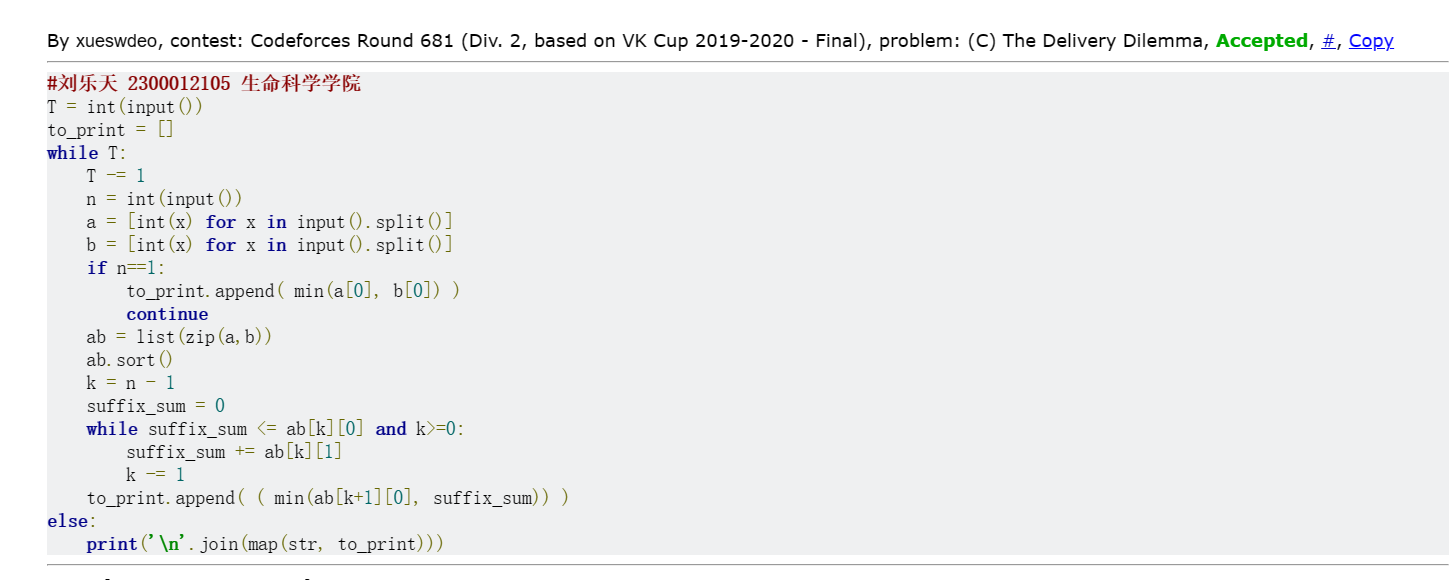 By xueswdeo, contest: Codeforces Round 681 (Div. 2, based on VK Cup 2019-2020 - Final), problem: (C) The Delivery Dilemma, Accepted, #, Copy
#刘乐天 2300012105 生命科学学院
T = int(input())
to_print = []
while T:
    T -= 1
    n = int(input())
    a = [int(x) for x in input().split()]
    b = [int(x) for x in input().split()]
    if n==1:
        to_print.append( min(a[0], b[0]) )
        continue
    ab = list(zip(a,b))
    ab.sort()
    k = n - 1
    suffix_sum = 0
    while suffix_sum <= ab[k][0] and k>=0:
        suffix_sum += ab[k][1]
        k -= 1
    to_print.append( ( min(ab[k+1][0], suffix_sum)) )
else:
    print('\n'.join(map(str, to_print)))